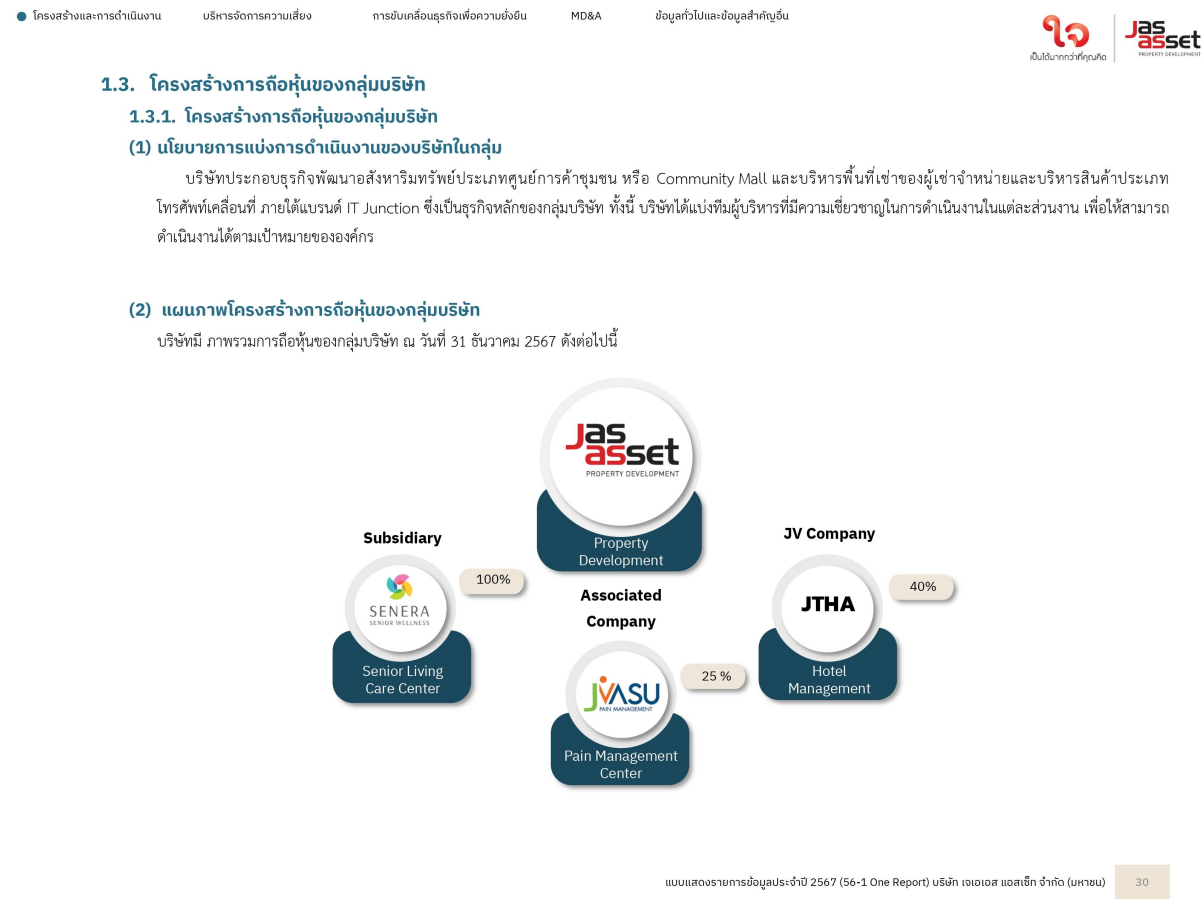 โครงสร้างและการดำเนินงาน บริหารจัดการความเสี่ยง การขับเคลื่อนธุรกิจเพื่อความยั่งยืน MD&A ข้อมูลทั่วไปและข้อมูลสำคัญอื่น
ใจ
เป็นได้มากกว่าที่คุณคิด
Jas asset
PROPERTY DEVELOPMENT
1.3. โครงสร้างการถือหุ้นของกลุ่มบริษัท
1.3.1. โครงสร้างการถือหุ้นของกลุ่มบริษัท
(1) นโยบายการแบ่งการดำเนินงานของบริษัทในกลุ่ม
บริษัทประกอบธุรกิจพัฒนาอสังหาริมทรัพย์ประเภทศูนย์การค้าชุมชน หรือ Community Mall และบริหารพื้นที่เช่าของผู้เช่าจำหน่ายและบริหารสินค้าประเภท
โทรศัพท์เคลื่อนที่ ภายใต้แบรนด์ IT Junction ซึ่งเป็นธุรกิจหลักของกลุ่มบริษัท ทั้งนี้ บริษัทได้แบ่งทีมผู้บริหารที่มีความเชี่ยวชาญในการดำเนินงานในแต่ละส่วนงาน เพื่อให้สามารถ
ดำเนินงานได้ตามเป้าหมายขององค์กร
(2) แผนภาพโครงสร้างการถือหุ้นของกลุ่มบริษัท
บริษัทมี ภาพรวมการถือหุ้นของกลุ่มบริษัท ณ วันที่ 31 ธันวาคม 2567 ดังต่อไปนี้
Jas
asset
PROPERTY DEVELOPMENT
Property
Development
Subsidiary
100%
SENERA
SENIOR WELLNESS
Senior Living
Care Center
Associated
Company
25 %
JVASU
PAIN MANAGEMENT
Pain Management
Center
JV Company
40%
JTHA
Hotel
Management
แบบแสดงรายการข้อมูลประจำปี 2567 (56-1 One Report) บริษัท เจเอเอส แอสเซ็ท จำกัด (มหาชน) 30